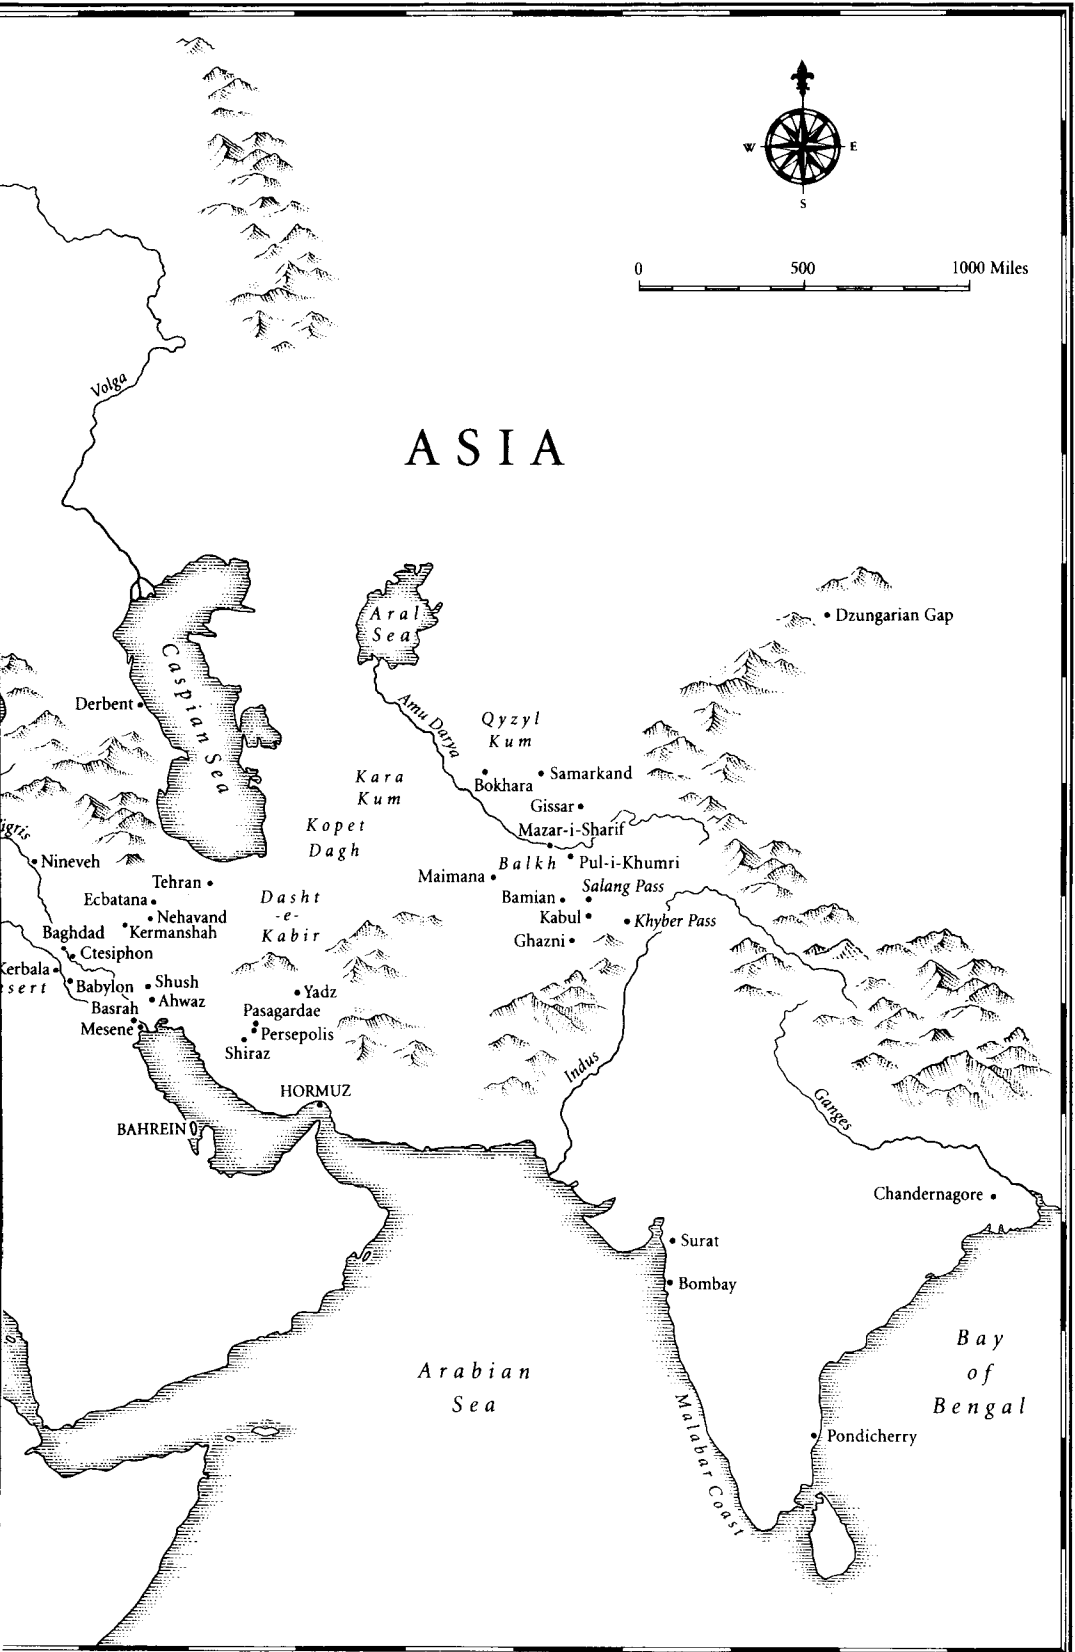 W
E
S
0 500 1000 Miles
Volga
ASIA
Aral
Sea
Dzungarian Gap
Caspian Sea
Derbent
Amu Darya
Qyzyl
Kum
Bokhara
Samarkand
Kara
Kum
Gissar
Kopet
Dagh
Mazar-i-Sharif
igris
Nineveh
Balkh
Pul-i-Khumri
Maimana
Tehran
Salang Pass
Ecbatana
Dasht
-e-
Kabir
Bamian
Nehavand
Kabul
Khyber Pass
Kermanshah
Baghdad
Ghazni
Ctesiphon
Kerbala
sert
Babylon
Shush
Yadz
Ahwaz
Basrah
Pasagardae
Mesene
Persepolis
Shiraz
Indus
HORMUZ
BAHREIN
Ganges
Chandernagore
Surat
Bombay
Bay
of
Bengal
Arabian
Sea
Malabar Coast
Pondicherry